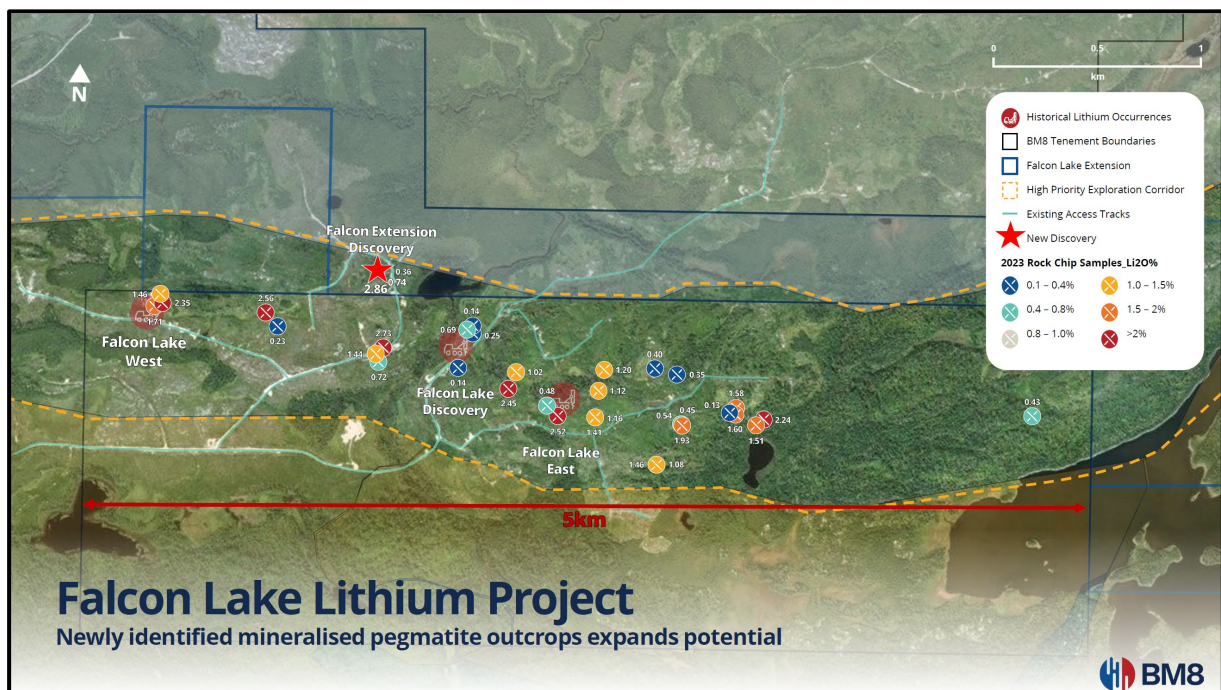 0
0.5
1
km
N
Historical Lithium Occurrences
BM8 Tenement Boundaries
Falcon Lake Extension
High Priority Exploration Corridor
Existing Access Tracks
New Discovery
2023 Rock Chip Samples_Li2O%
0.1 – 0.4%
1.0 – 1.5%
0.4 – 0.8%
1.5 – 2%
0.8 – 1.0%
>2%
Falcon Extension
Discovery
0.36
0.74
2.86
1.46
2.35
1.71
Falcon Lake
West
2.56
0.23
2.73
1.44
0.72
0.14
0.69
0.25
0.14
Falcon Lake
Discovery
1.02
2.45
0.48
2.52
Falcon Lake
East
1.20
1.12
1.16
1.41
0.40
0.35
0.54
0.45
1.93
1.46
1.08
0.13
1.58
1.60
1.51
2.24
0.43
5km
Falcon Lake Lithium Project
Newly identified mineralised pegmatite outcrops expands potential
BM8